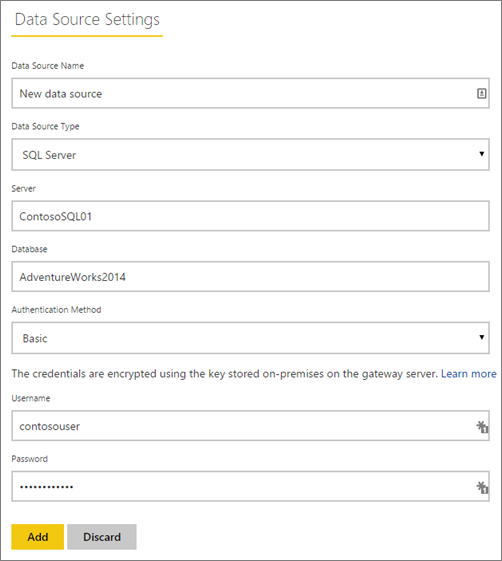 Data Source Settings
Data Source Name
New data source
Data Source Type
SQL Server
Server
ContosoSQL01
Database
AdventureWorks2014
Authentication Method
Basic
The credentials are encrypted using the key stored on-premises on the gateway server. Learn more
Username
contosouser
Password
••••••••••••
Add Discard